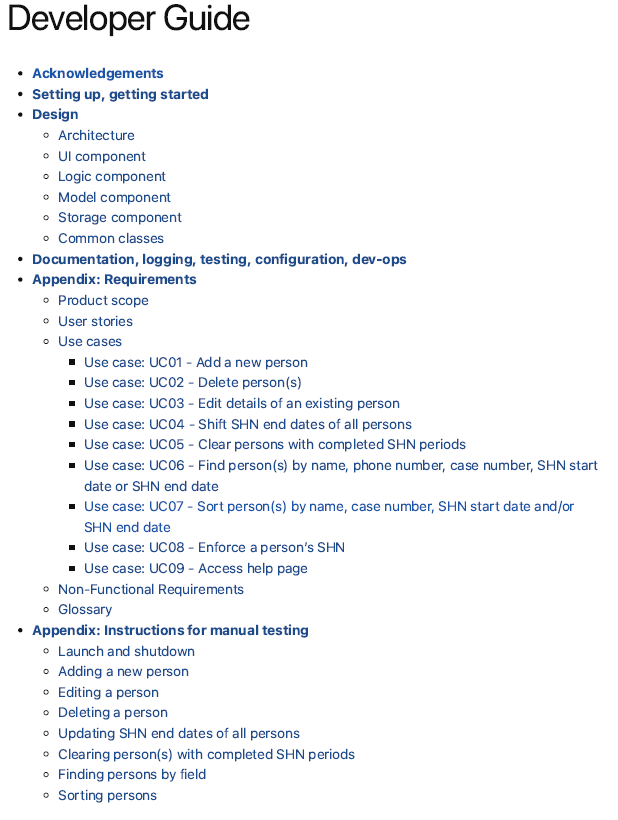 Developer Guide
Acknowledgements
Setting up, getting started
Design
Architecture
UI component
Logic component
Model component
Storage component
Common classes
Documentation, logging, testing, configuration, dev-ops
Appendix: Requirements
Product scope
User stories
Use cases
Use case: UC01 - Add a new person
Use case: UC02 - Delete person(s)
Use case: UC03 - Edit details of an existing person
Use case: UC04 - Shift SHN end dates of all persons
Use case: UC05 - Clear persons with completed SHN periods
Use case: UC06 - Find person(s) by name, phone number, case number, SHN start
date or SHN end date
Use case: UC07 - Sort person(s) by name, case number, SHN start date and/or
SHN end date
Use case: UC08 - Enforce a person's SHN
Use case: UC09 - Access help page
Non-Functional Requirements
Glossary
Appendix: Instructions for manual testing
Launch and shutdown
Adding a new person
Editing a person
Deleting a person
Updating SHN end dates of all persons
Clearing person(s) with completed SHN periods
Finding persons by field
Sorting persons